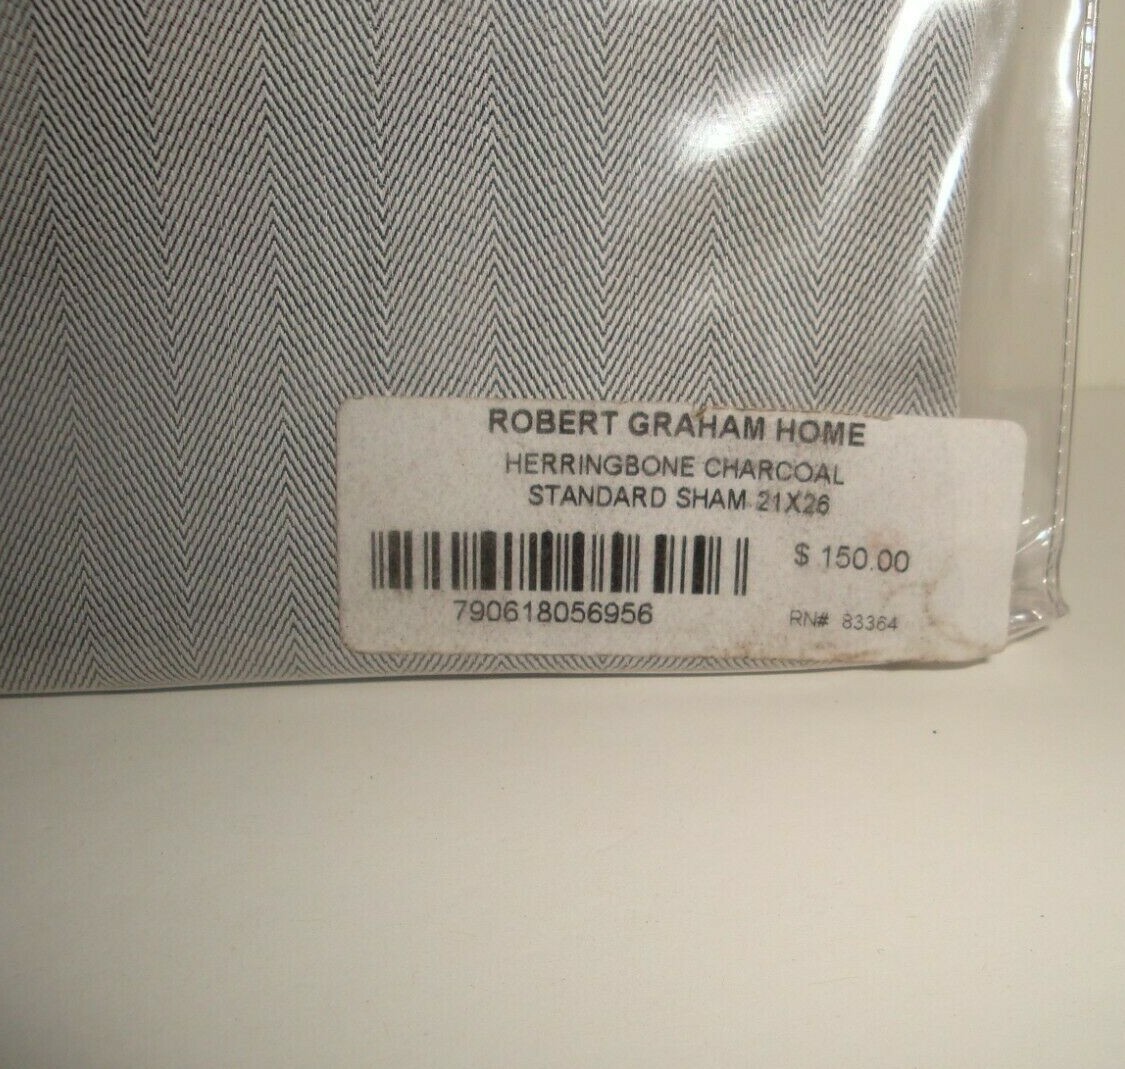 ROBERT GRAHAM HOME
HERRINGBONE CHARCOAL
STANDARD SHAM 21X26
$ 150.00
790618056956
RN# 83364